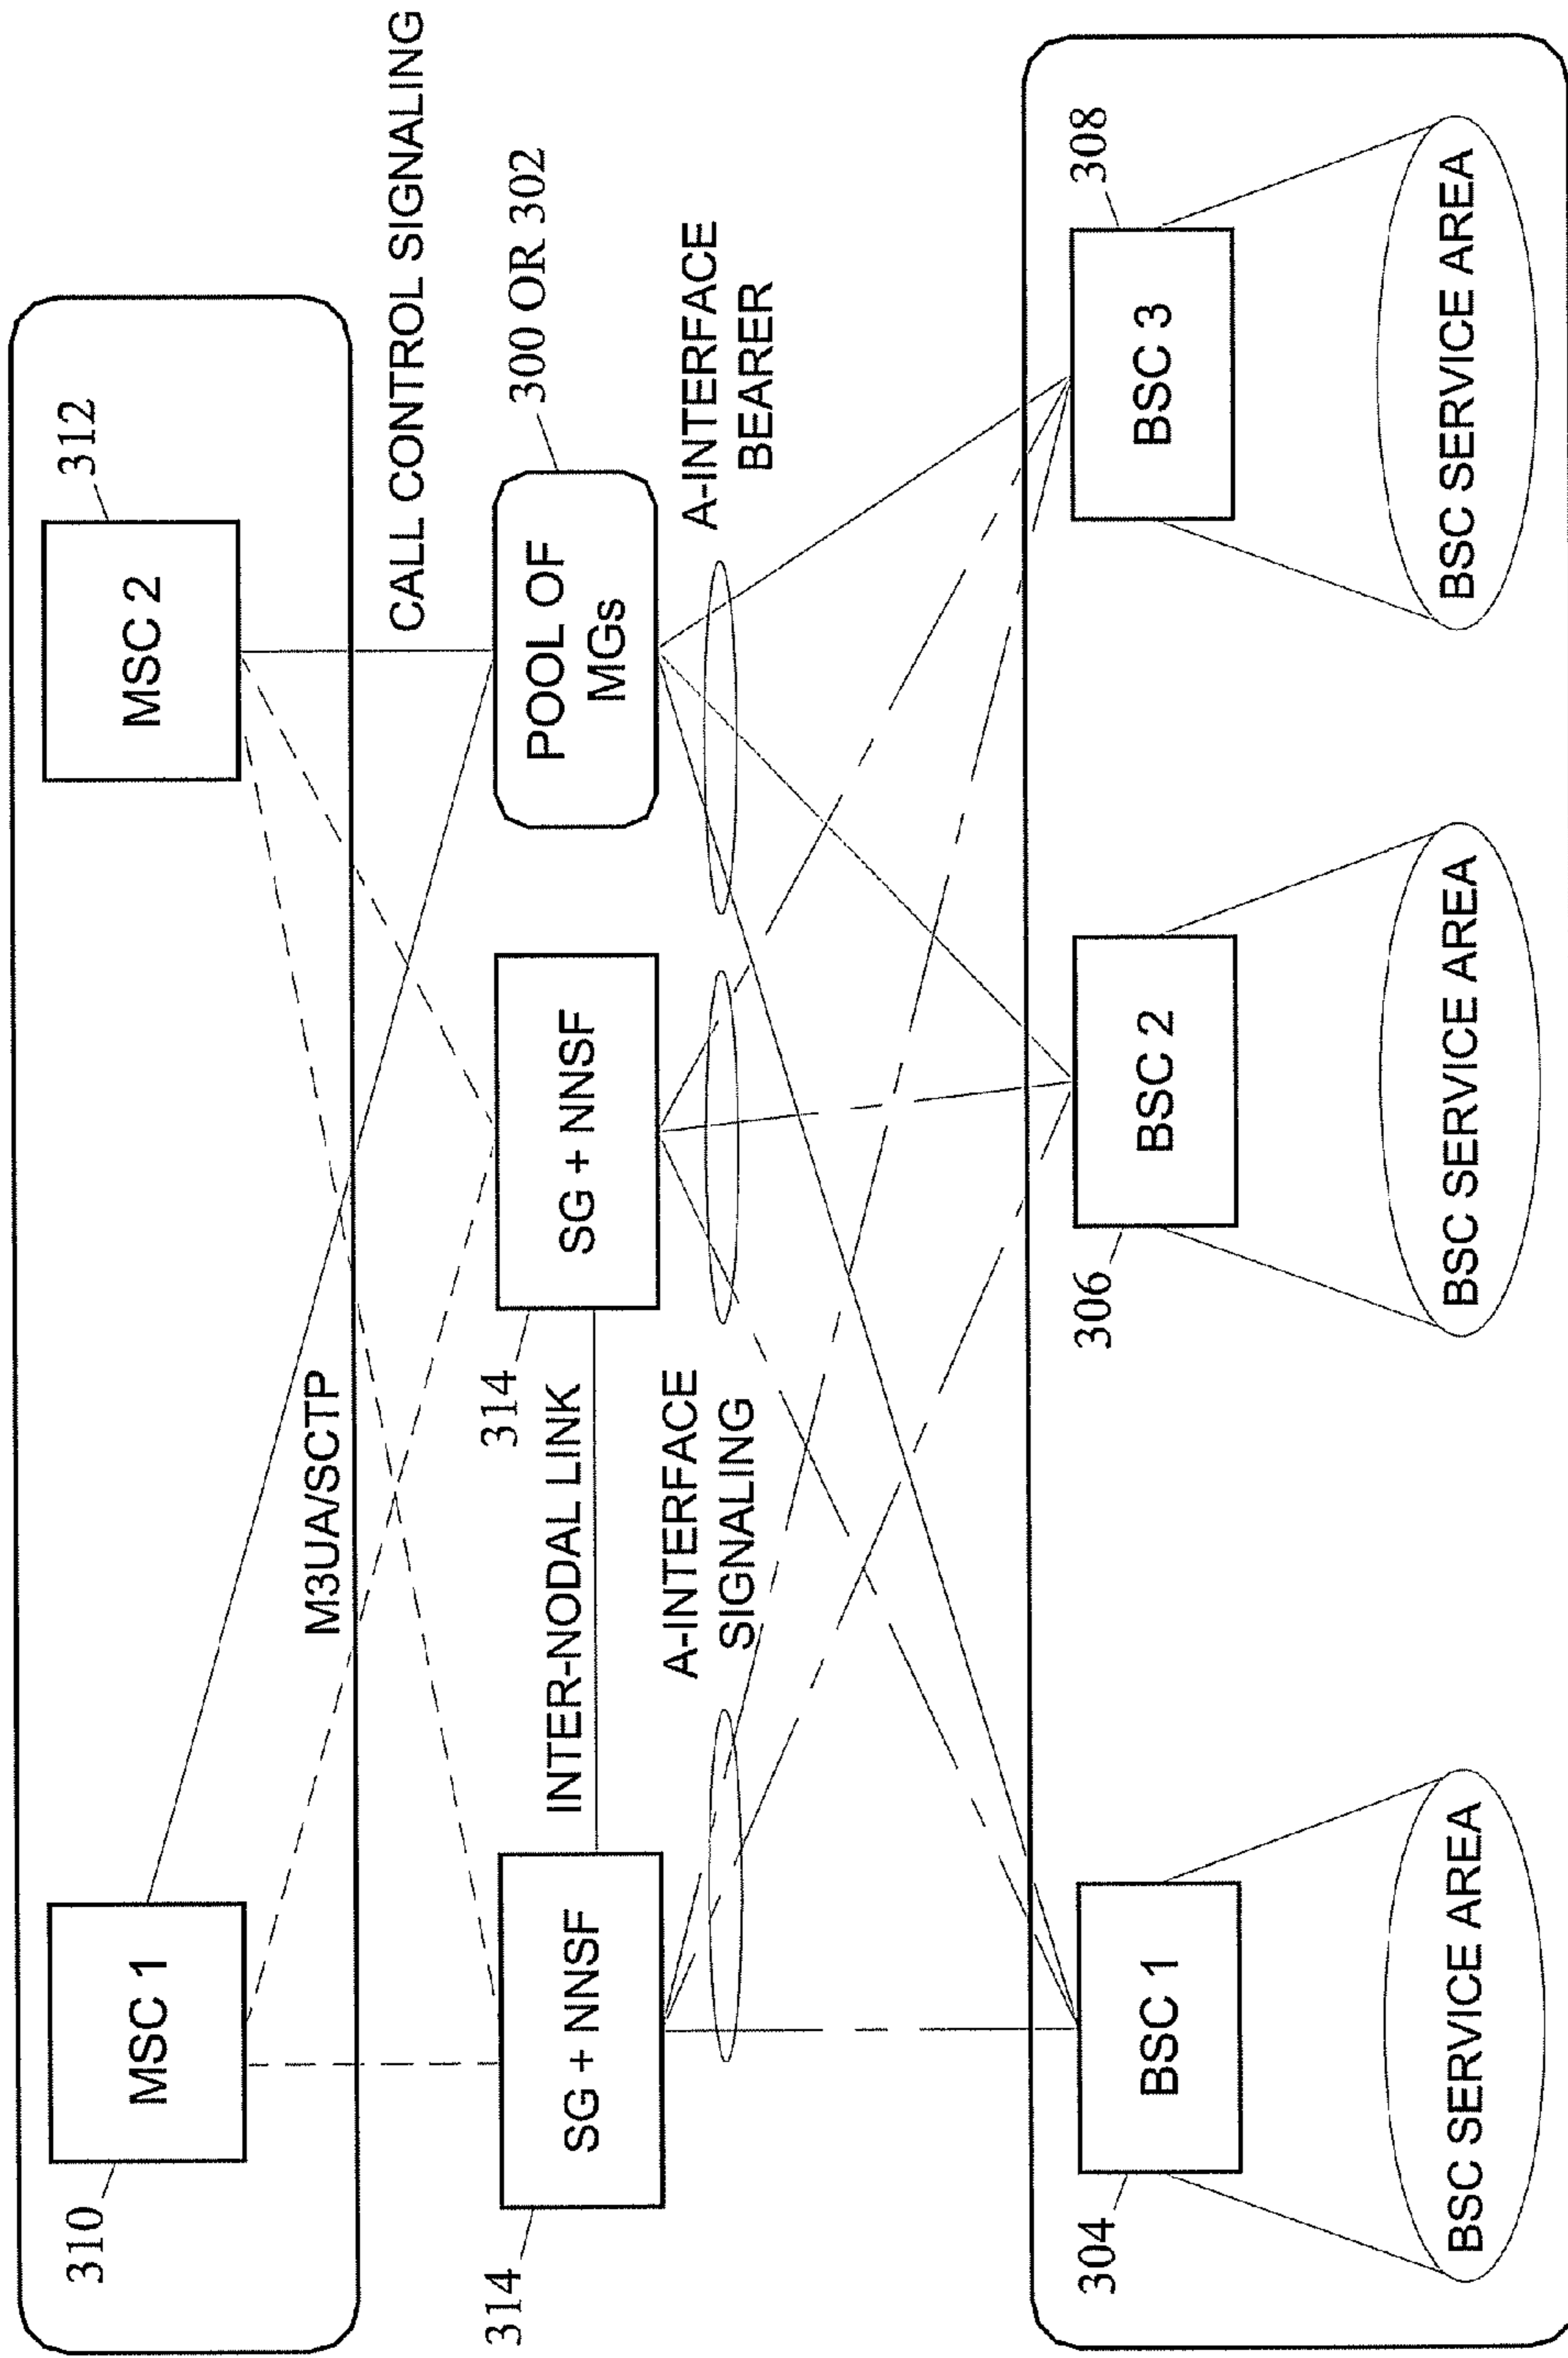 310
MSC 1
MSC 2
312
M3UA/SCTP
CALL CONTROL SIGNALING
314
SG + NNSF
INTER-NODAL LINK
314
SG + NNSF
POOL OF
MGs
300 OR 302
A-INTERFACE
SIGNALING
A-INTERFACE
BEARER
304
BSC 1
306
BSC 2
BSC 3
308
BSC SERVICE AREA
BSC SERVICE AREA
BSC SERVICE AREA